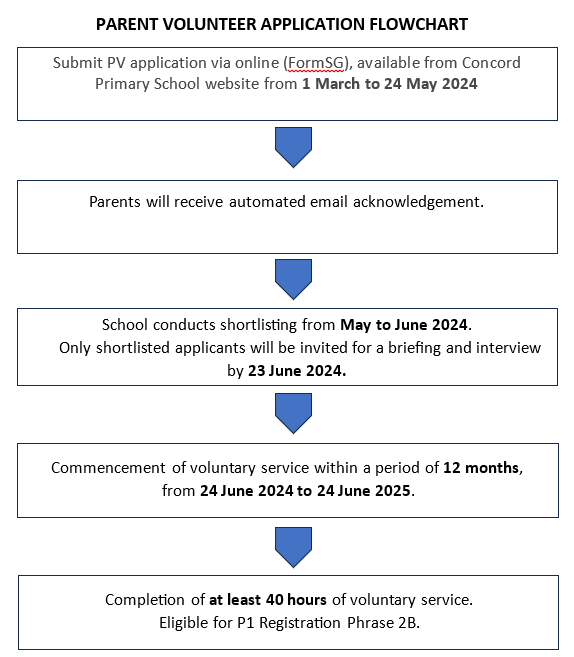 PARENT VOLUNTEER APPLICATION FLOWCHART
Submit PV application via online (FormSG), available from Concord
Primary School website from 1 March to 24 May 2024
Parents will receive automated email acknowledgement.
School conducts shortlisting from May to June 2024.
Only shortlisted applicants will be invited for a briefing and interview
by 23 June 2024.
Commencement of voluntary service within a period of 12 months,
from 24 June 2024 to 24 June 2025.
Completion of at least 40 hours of voluntary service.
Eligible for P1 Registration Phrase 2B.